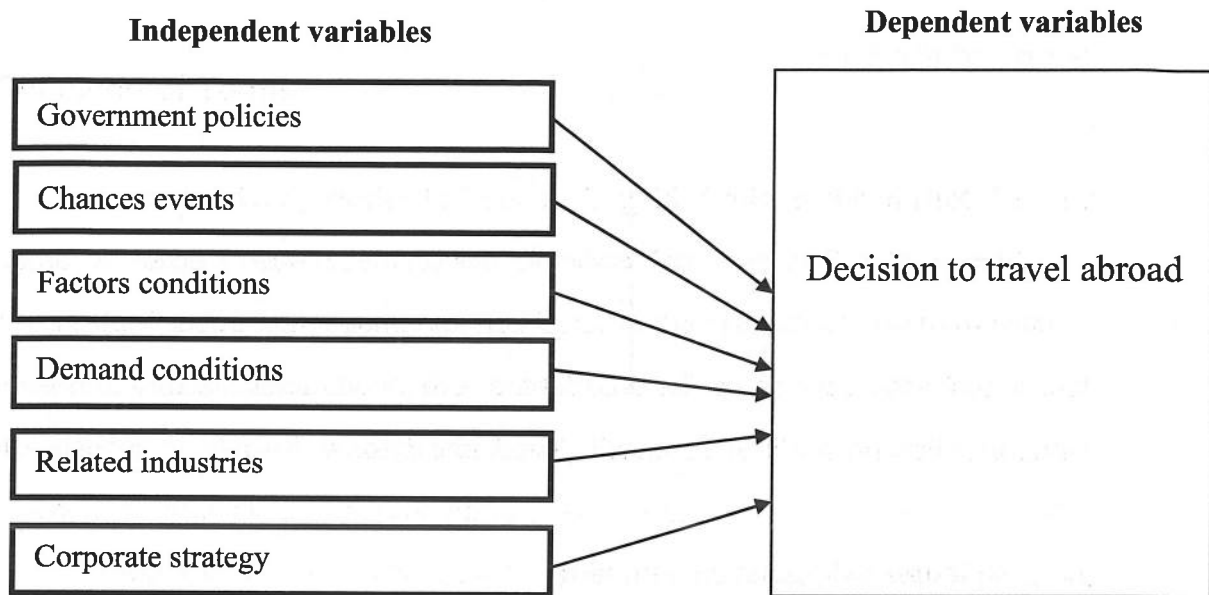 Independent variables
Dependent variables
Government policies
Chances events
Factors conditions
Demand conditions
Related industries
Corporate strategy
Decision to travel abroad